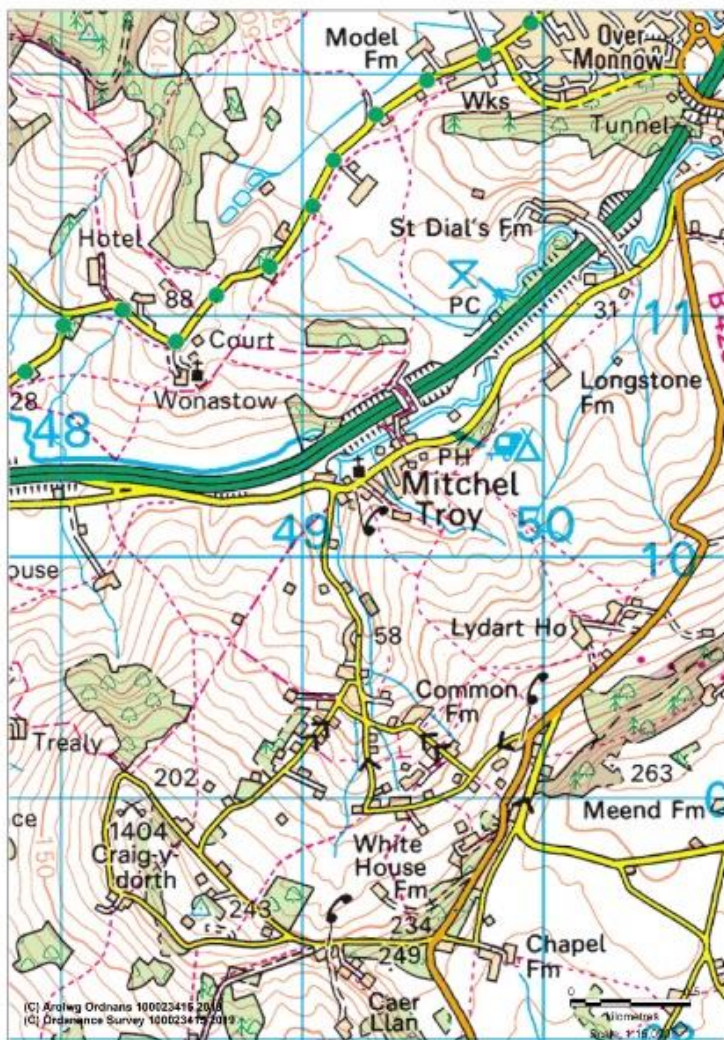 Model
Fm
Over
Monnow
Wks
Tunnel
Hotel
St Dial's Fm
PC
88
31
11
Court
Wonastow
Longstone
Fm
28
48
PH
Mitchel
Troy
49
50
10
ouse
58
Lydart Ho
Common
Fm
Trealy
202
263
Meend Fm
ce
1404
Craig-y-
dorth
150
White
House
Fm
243
234
249
Chapel
Fm
Caer
Llan
(C) Arolwg Ordnans 100023415
(C) Ordnance Survey 100023415
0
kilometres